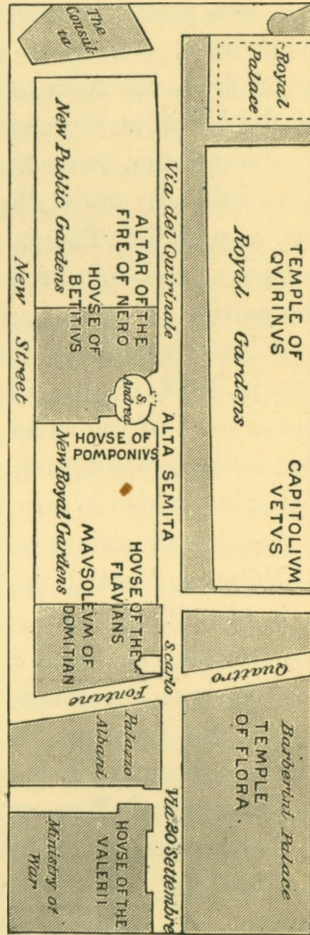 The
Consul-
ta
Royal
Palace
New Public Gardens
Via del Quirinale
ALTAR OF THE
FIRE OF NERO
HOVSE OF
BETITIVS
TEMPLE OF
QVIRINVS
Royal Gardens
New Street
S.
Andrea
ALTA SEMITA
HOVSE OF
POMPONIVS
CAPITOLIVM
VETVS
New Royal Gardens
HOVSE OF THE
FLAVIANS
MAVSOLEVM OF
DOMITIAN
S. Carlo
Quattro
Fontane
Palazzo
Albani
Barberini Palace
TEMPLE
OF FLORA.
Via 20 Settembre
HOVSE OF THE
VALERII
Ministry of
War